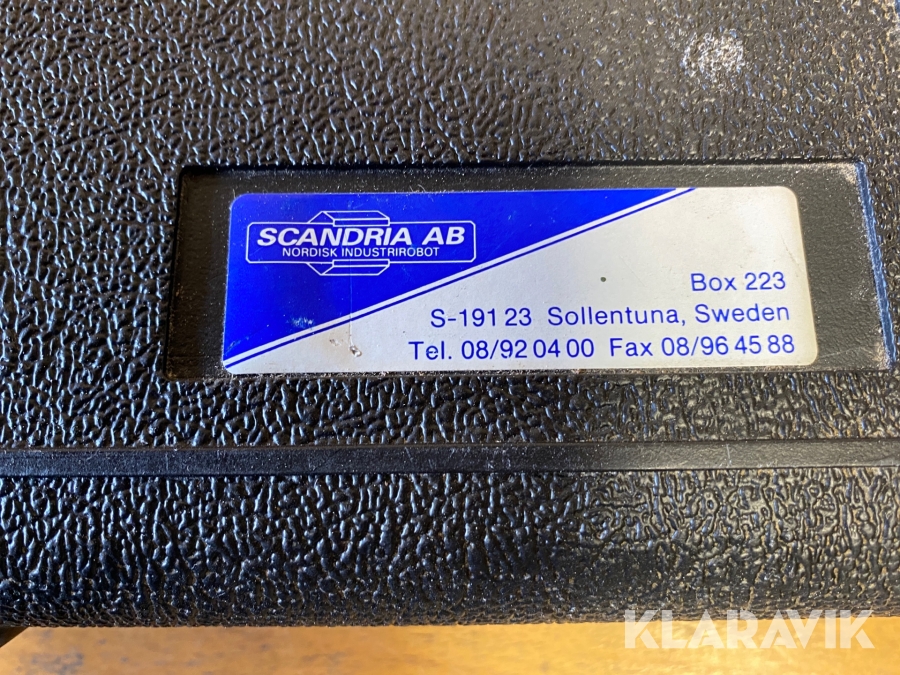 SCANDRIA AB
NORDISK INDUSTRIROBOT
Box 223
S-191 23 Sollentuna, Sweden
Tel. 08/92 04 00 Fax 08/96 45 88
KLARAVIK